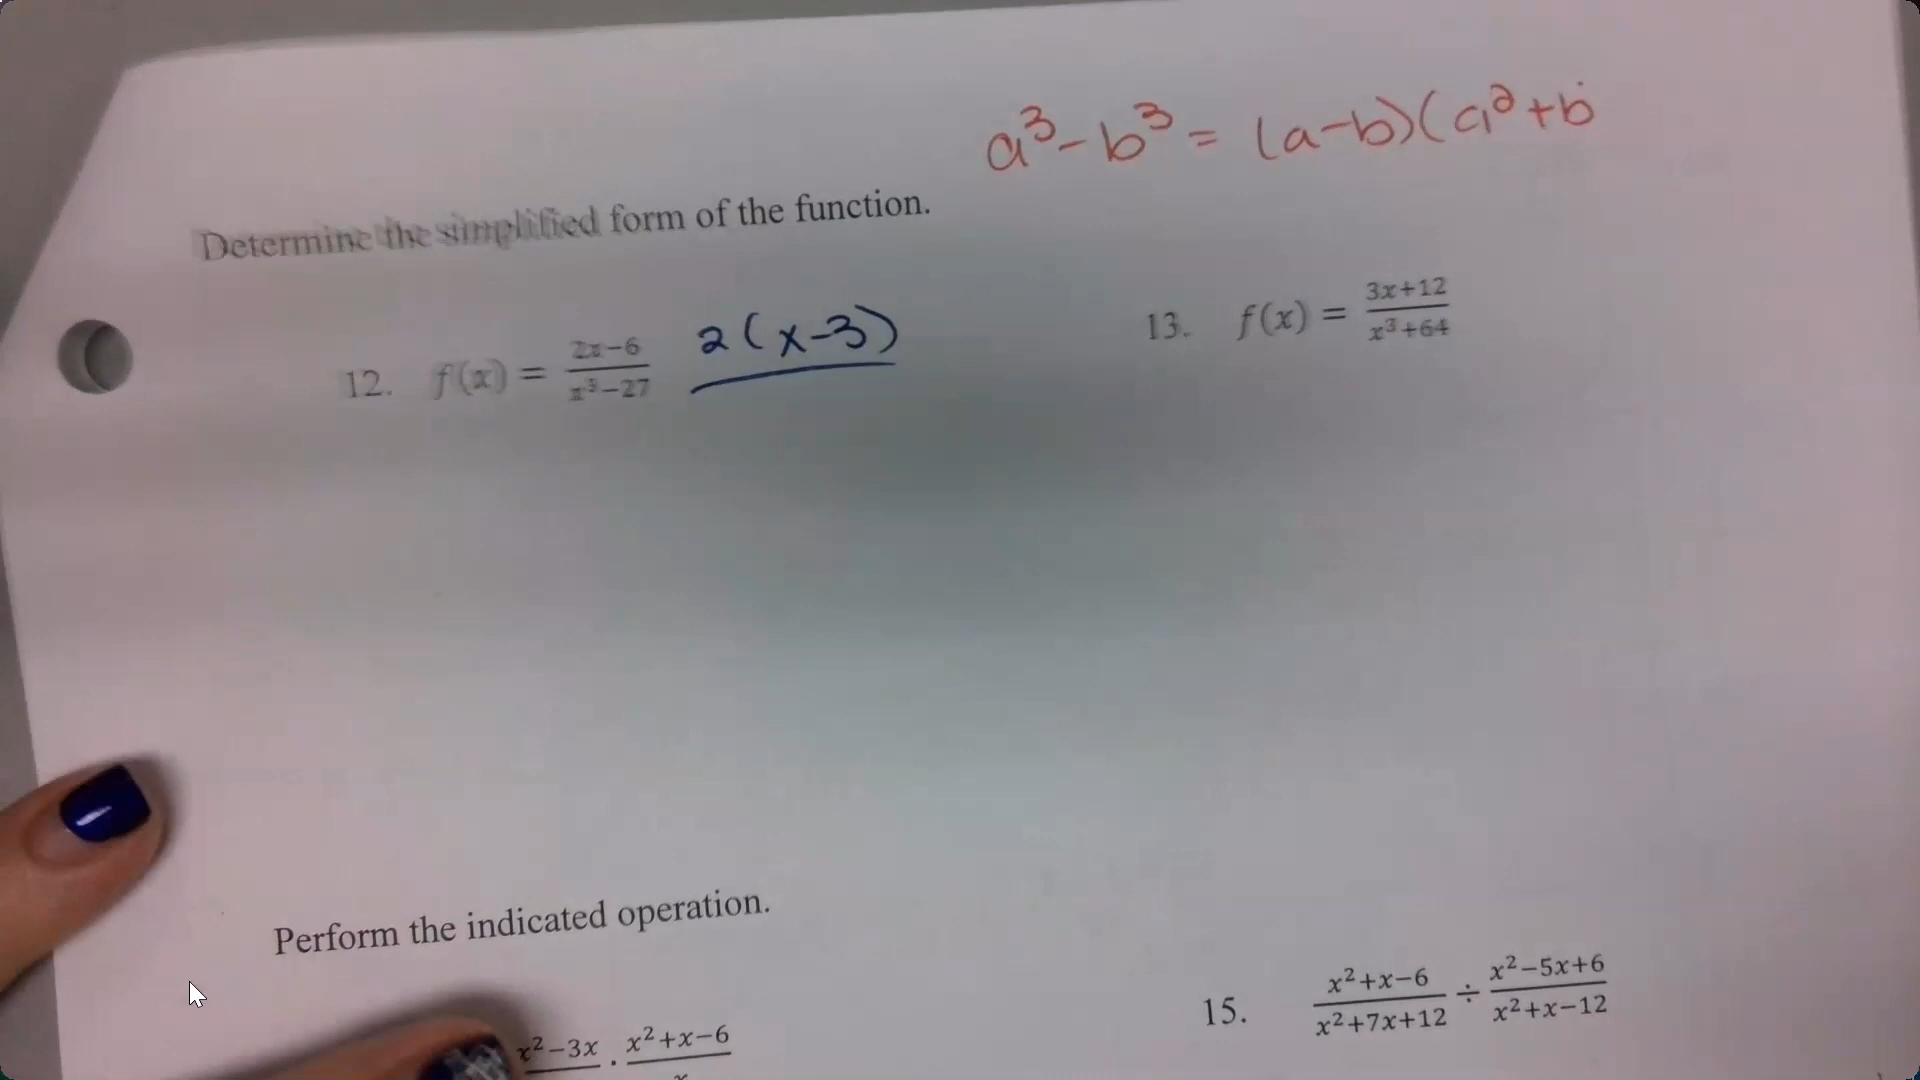 a³-b³ = (a-b)(a²+b
Determine the simplified form of the function.
12. f(x) = (2x-6)/(x³-27) 2(x-3)
13. f(x) = (3x+12)/(x³+64)
Perform the indicated operation.
x²-3x · x²+x-6
15. (x²+x-6)/(x²+7x+12) ÷ (x²-5x+6)/(x²+x-12)